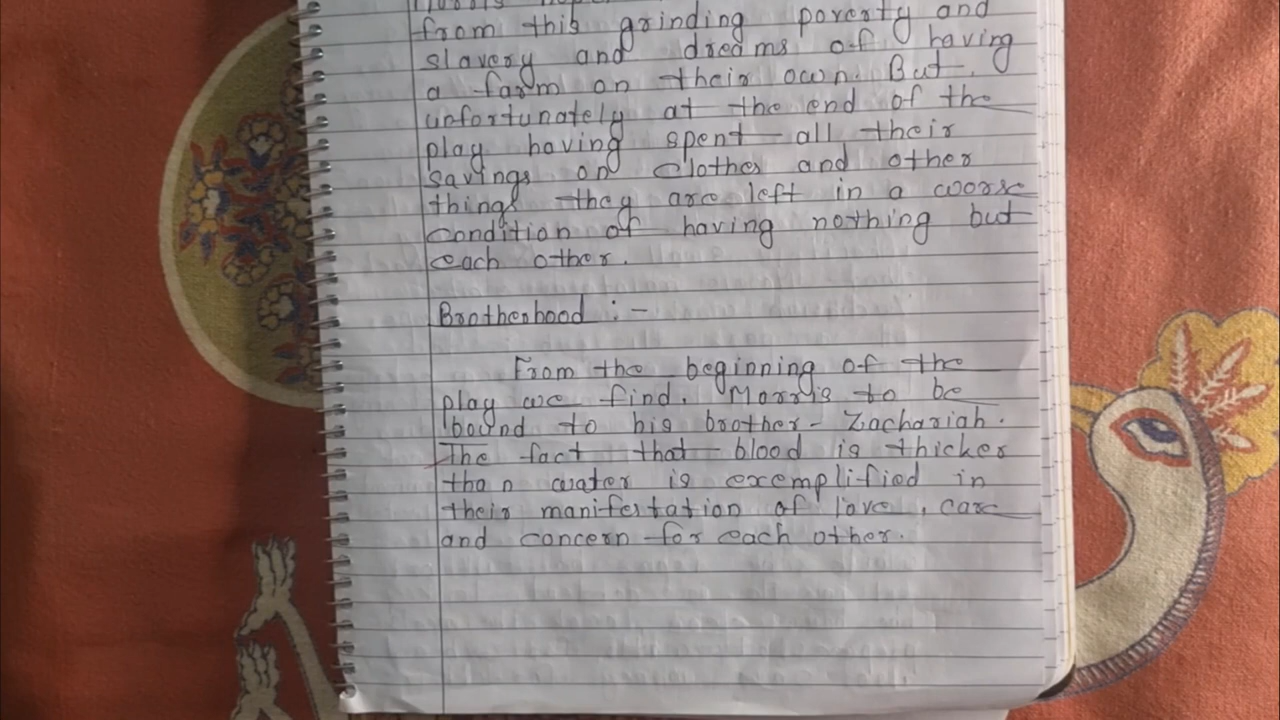 from this grinding poverty and
slavery and dreams of having
a farm on their own. But,
unfortunately at the end of the
play having spent all their
savings on clothes and other
things they are left in a worse
condition of having nothing but
each other.
Brotherhood :-
From the beginning of the
play we find. Morris to be
bound to his brother- Zachariah.
The fact that blood is thicker
than water is exemplified in
their manifestation of love, care
and concern for each other.